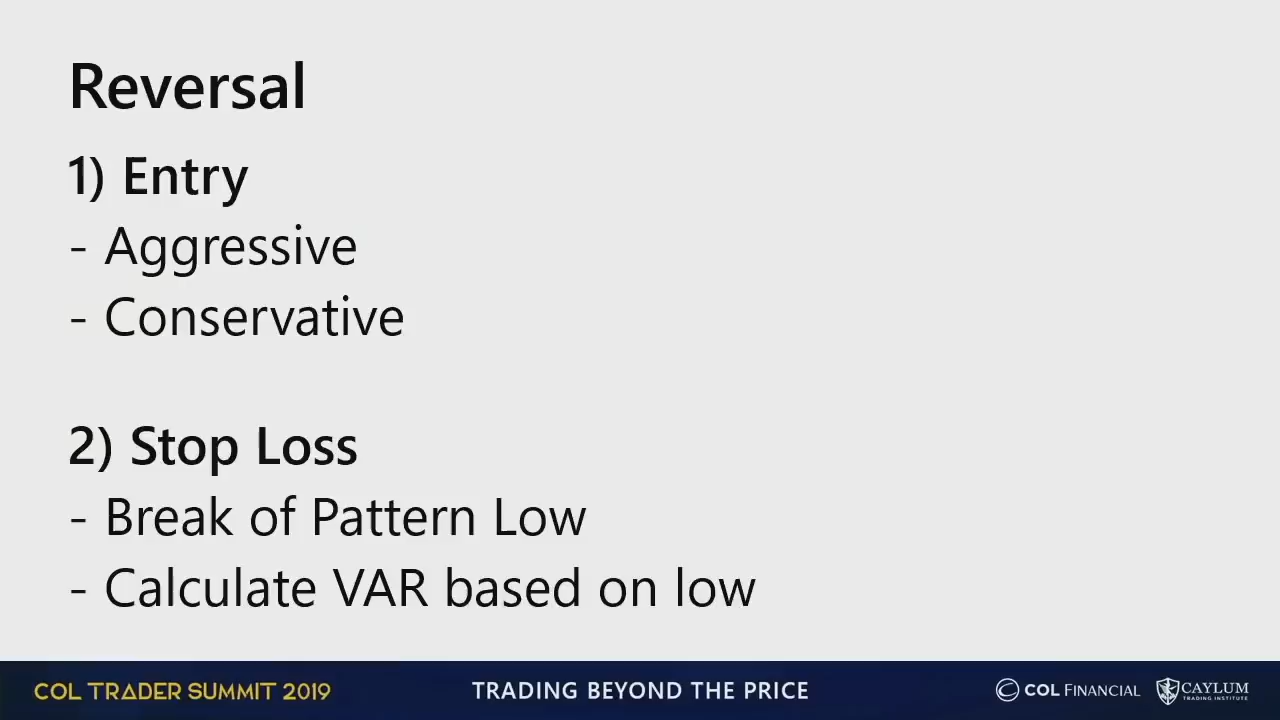 Reversal
1) Entry
- Aggressive
- Conservative
2) Stop Loss
- Break of Pattern Low
- Calculate VAR based on low
COL TRADER SUMMIT 2019
TRADING BEYOND THE PRICE
COL FINANCIAL
CAYLUM
TRADING INSTITUTE